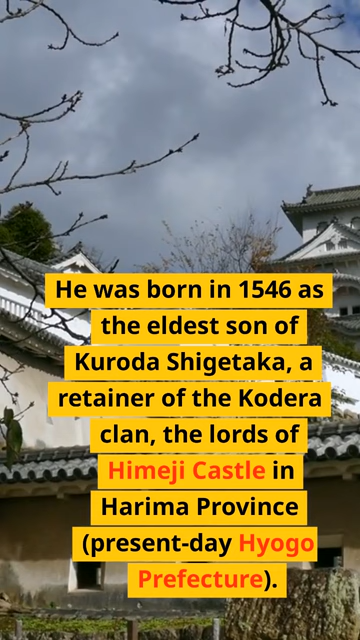 He was born in 1546 as
the eldest son of
Kuroda Shigetaka, a
retainer of the Kodera
clan, the lords of
Himeji Castle in
Harima Province
(present-day Hyogo
Prefecture).